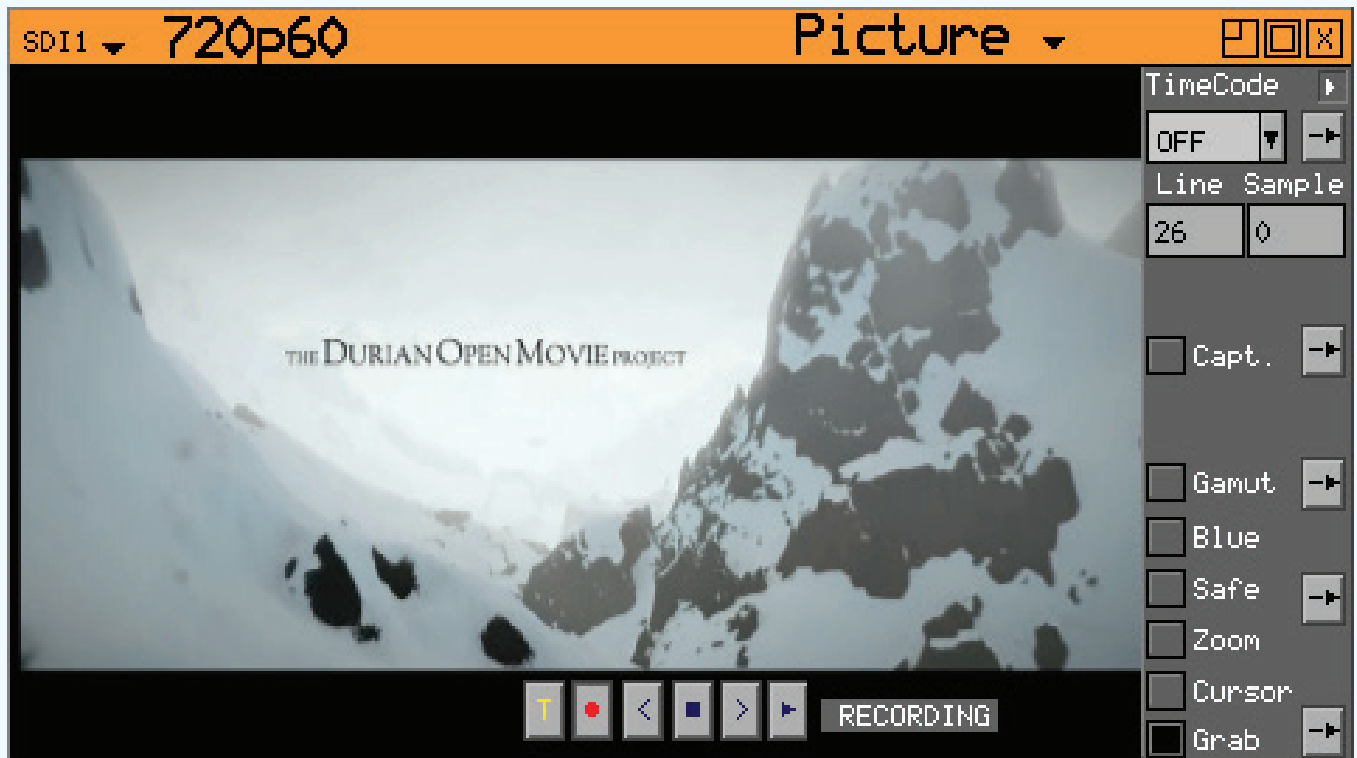 SDI1 720p60 Picture X
TimeCode
OFF
Line Sample
26 0
THE DURIAN OPEN MOVIE PROJECT
Capt.
Gamut
Blue
Safe
Zoom
Cursor
Grab
T < > RECORDING